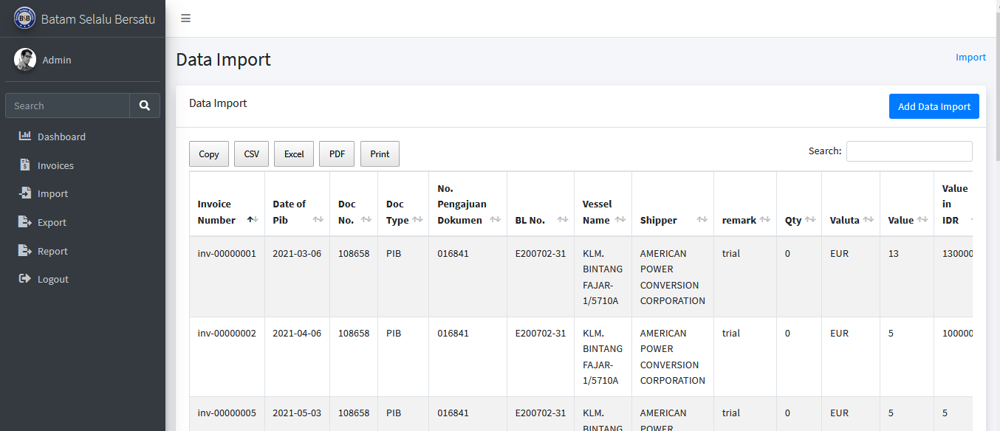 BSB
Batam Selalu Bersatu
Admin
Search
Dashboard
Invoices
Import
Export
Report
Logout
Data Import
Import
Data Import
Add Data Import
Copy CSV Excel PDF Print
Search:
Invoice Number Date of Pib Doc No. Doc Type No. Pengajuan Dokumen BL No. Vessel Name Shipper remark Qty Valuta Value Value in IDR
inv-00000001 2021-03-06 108658 PIB 016841 E200702-31 KLM. AMERICAN trial 0 EUR 13 130000
BINTANG POWER
FAJAR- CONVERSION
1/5710A CORPORATION
inv-00000002 2021-04-06 108658 PIB 016841 E200702-31 KLM. AMERICAN trial 0 EUR 5 100000
BINTANG POWER
FAJAR- CONVERSION
1/5710A CORPORATION
inv-00000005 2021-05-03 108658 PIB 016841 E200702-31 KLM. AMERICAN trial 0 EUR 5 5
BINTANG POWER